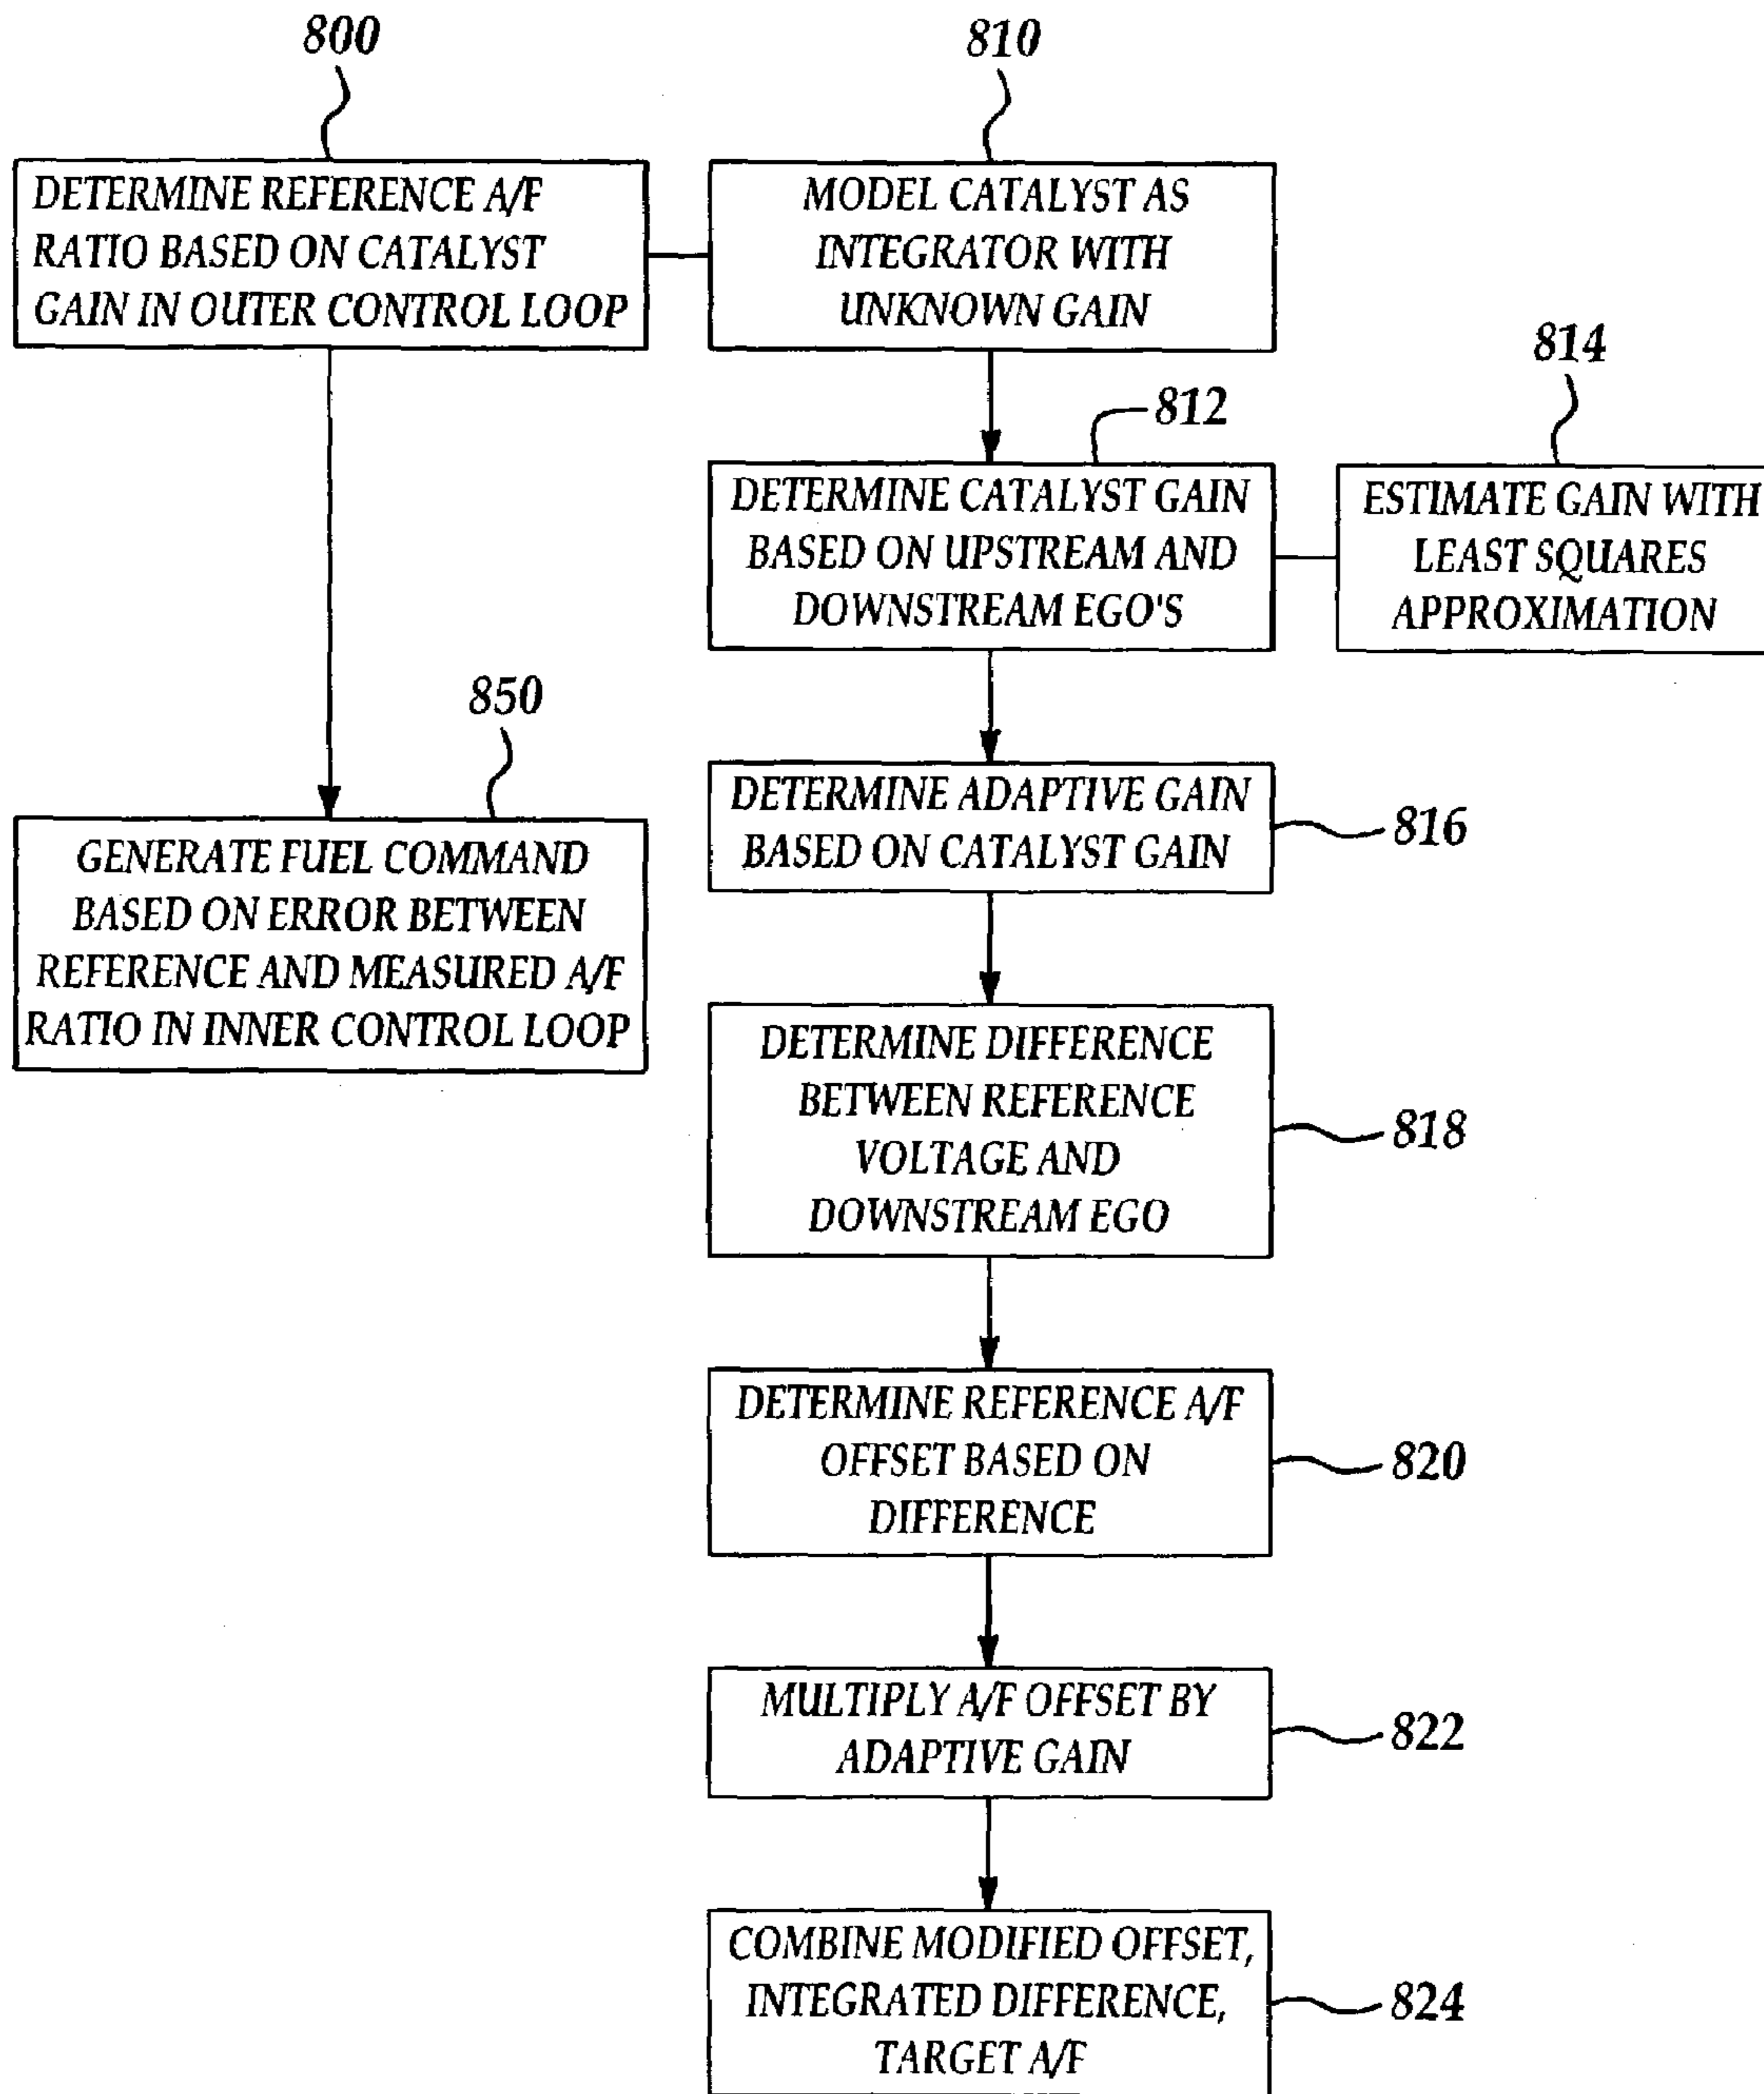 800
810
DETERMINE REFERENCE A/F
RATIO BASED ON CATALYST
GAIN IN OUTER CONTROL LOOP
MODEL CATALYST AS
INTEGRATOR WITH
UNKNOWN GAIN
812
814
DETERMINE CATALYST GAIN
BASED ON UPSTREAM AND
DOWNSTREAM EGO'S
ESTIMATE GAIN WITH
LEAST SQUARES
APPROXIMATION
850
GENERATE FUEL COMMAND
BASED ON ERROR BETWEEN
REFERENCE AND MEASURED A/F
RATIO IN INNER CONTROL LOOP
DETERMINE ADAPTIVE GAIN
BASED ON CATALYST GAIN
816
DETERMINE DIFFERENCE
BETWEEN REFERENCE
VOLTAGE AND
DOWNSTREAM EGO
818
DETERMINE REFERENCE A/F
OFFSET BASED ON
DIFFERENCE
820
MULTIPLY A/F OFFSET BY
ADAPTIVE GAIN
822
COMBINE MODIFIED OFFSET,
INTEGRATED DIFFERENCE,
TARGET A/F
824